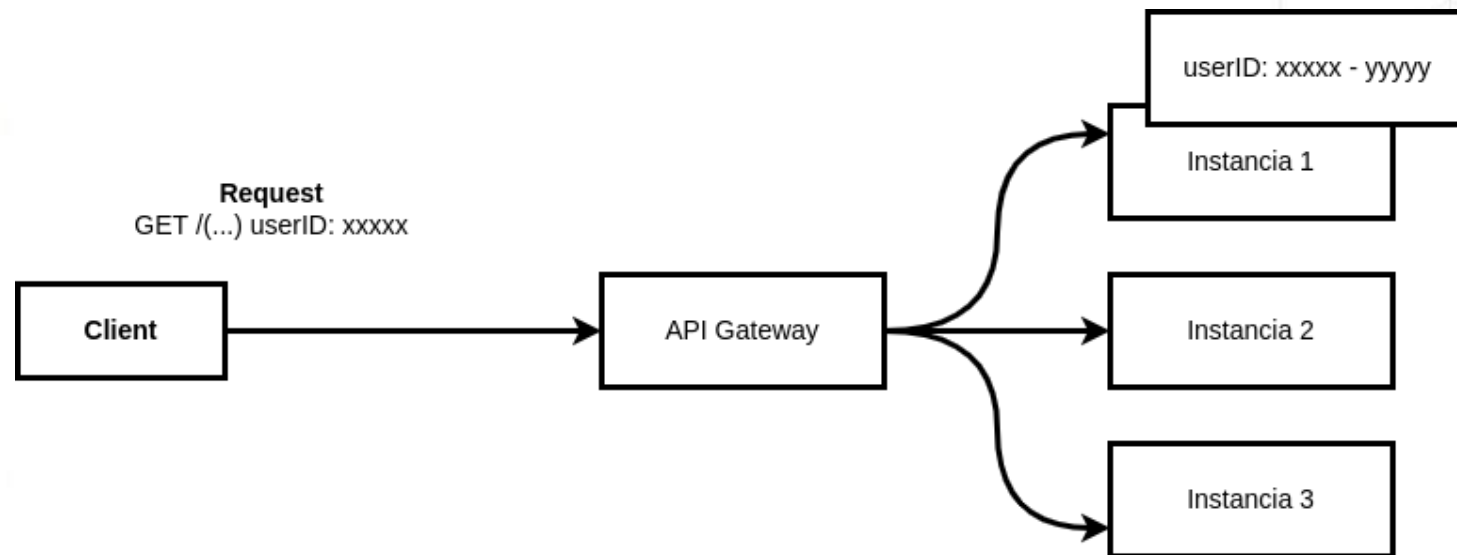 userID: xxxxx - yyyyy
Instancia 1
Request
GET /(...) userID: xxxxx
Client
API Gateway
Instancia 2
Instancia 3